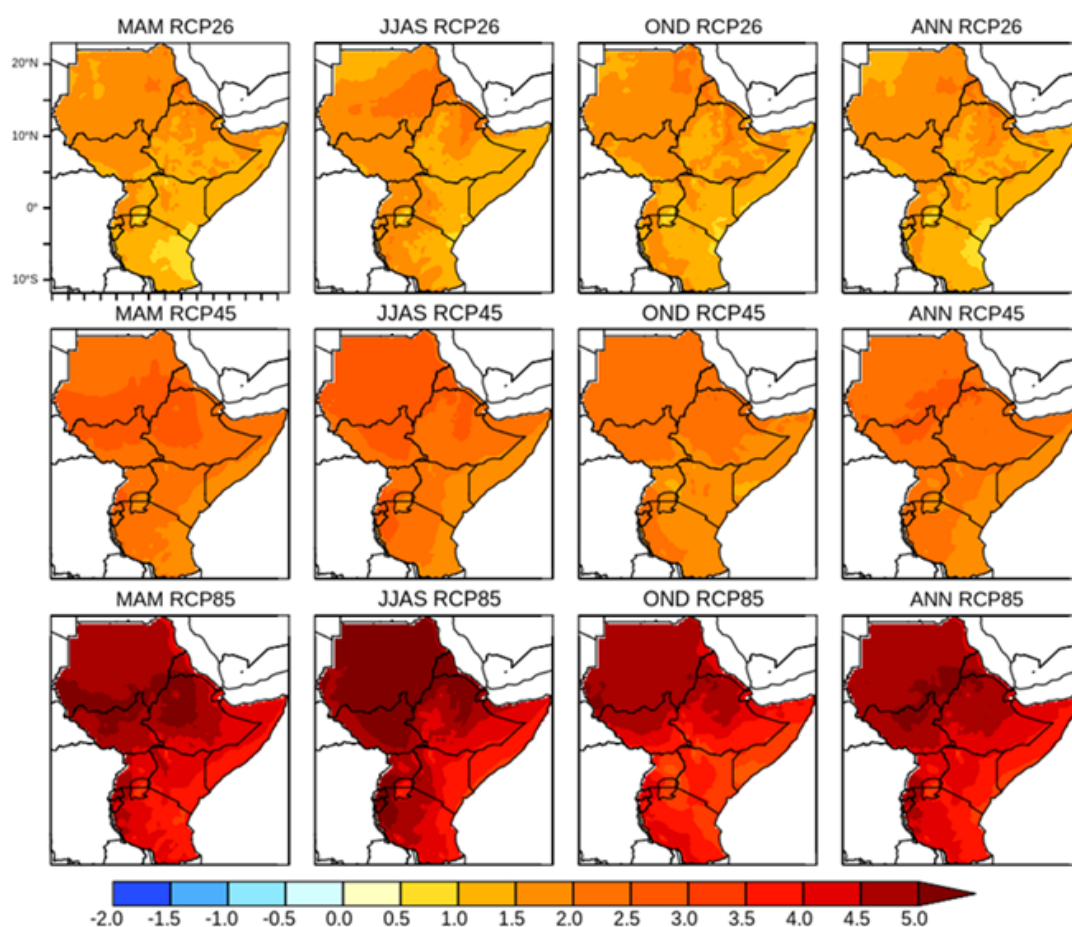 MAM RCP26 JJAS RCP26 OND RCP26 ANN RCP26
20°N
10°N
0°
10°S
MAM RCP45 JJAS RCP45 OND RCP45 ANN RCP45
MAM RCP85 JJAS RCP85 OND RCP85 ANN RCP85
-2.0 -1.5 -1.0 -0.5 0.0 0.5 1.0 1.5 2.0 2.5 3.0 3.5 4.0 4.5 5.0